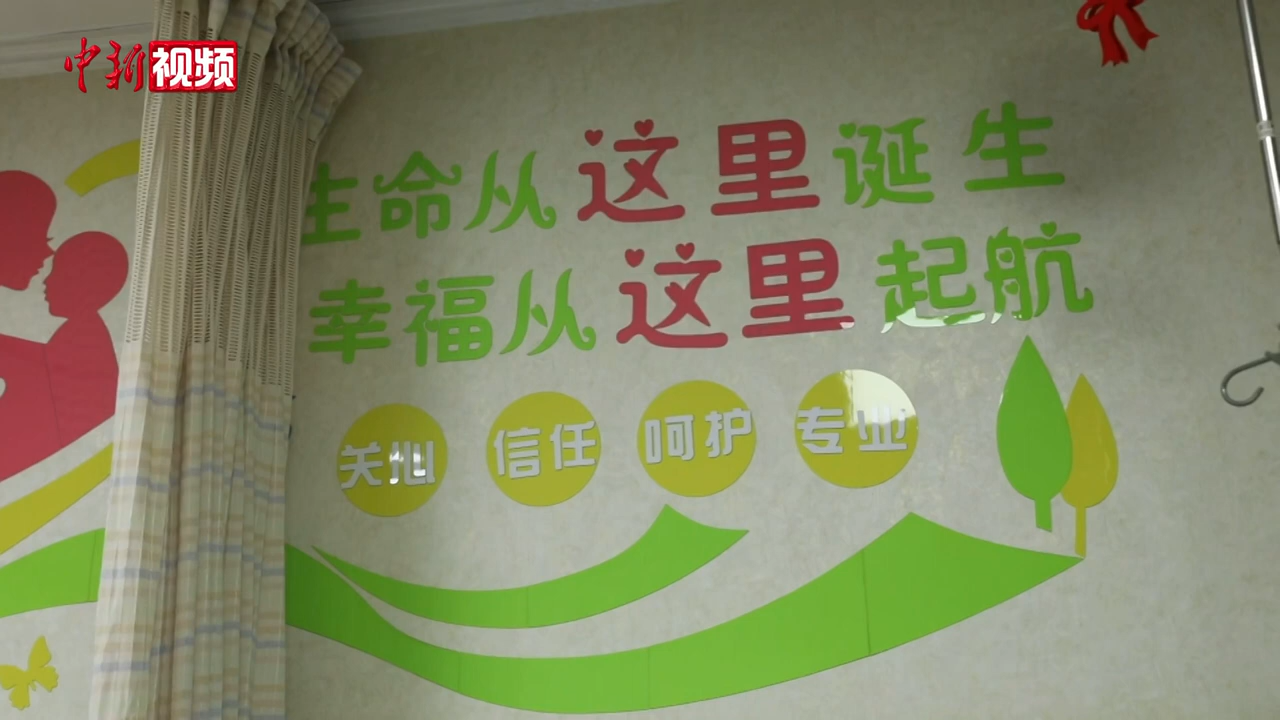 中新视频
生命从这里诞生
幸福从这里起航
关心 信任 呵护 专业